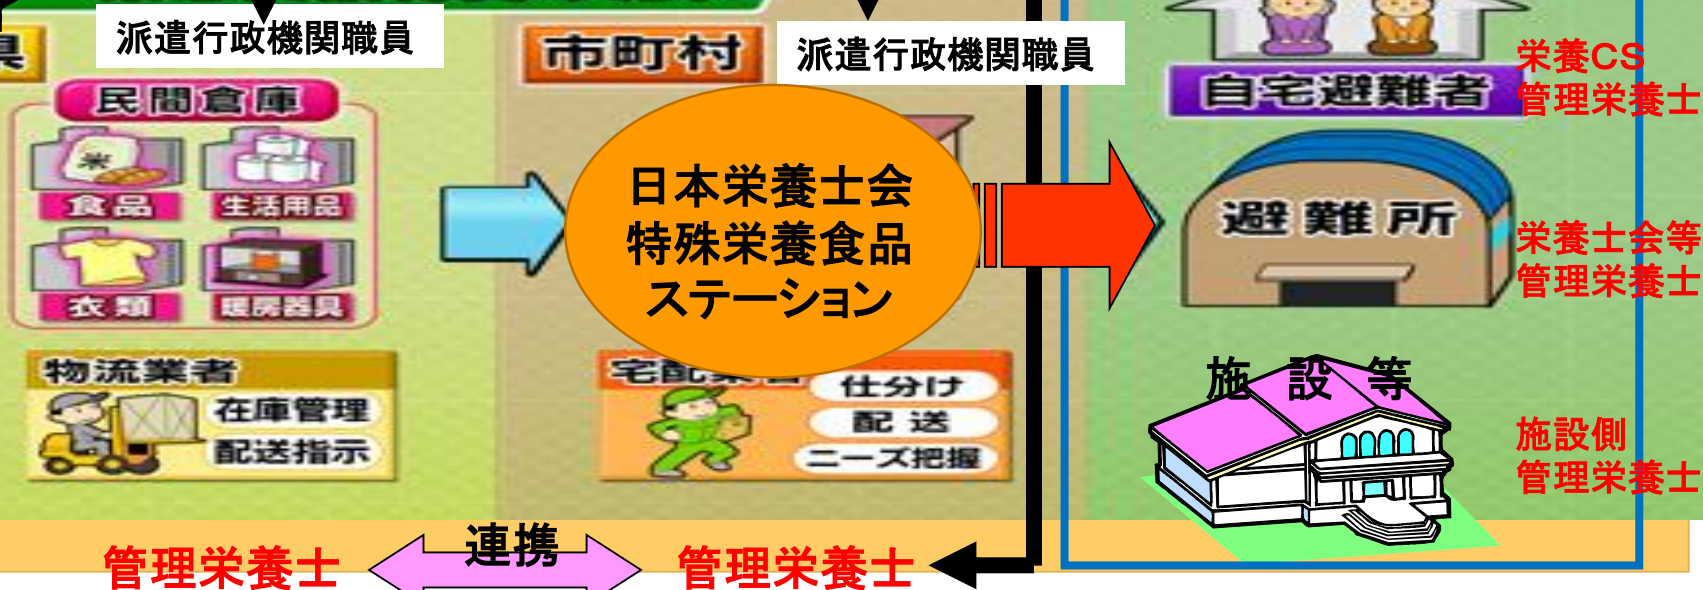 派遣行政機関職員
県
民間倉庫
食品
生活用品
衣類
暖房器具
物流業者
在庫管理
配送指示
派遣行政機関職員
市町村
日本栄養士会
特殊栄養食品
ステーション
宅配業者
仕分け
配送
ニーズ把握
自宅避難者
栄養CS
管理栄養士
避難所
栄養士会等
管理栄養士
施設等
施設側
管理栄養士
管理栄養士
連携
管理栄養士
米